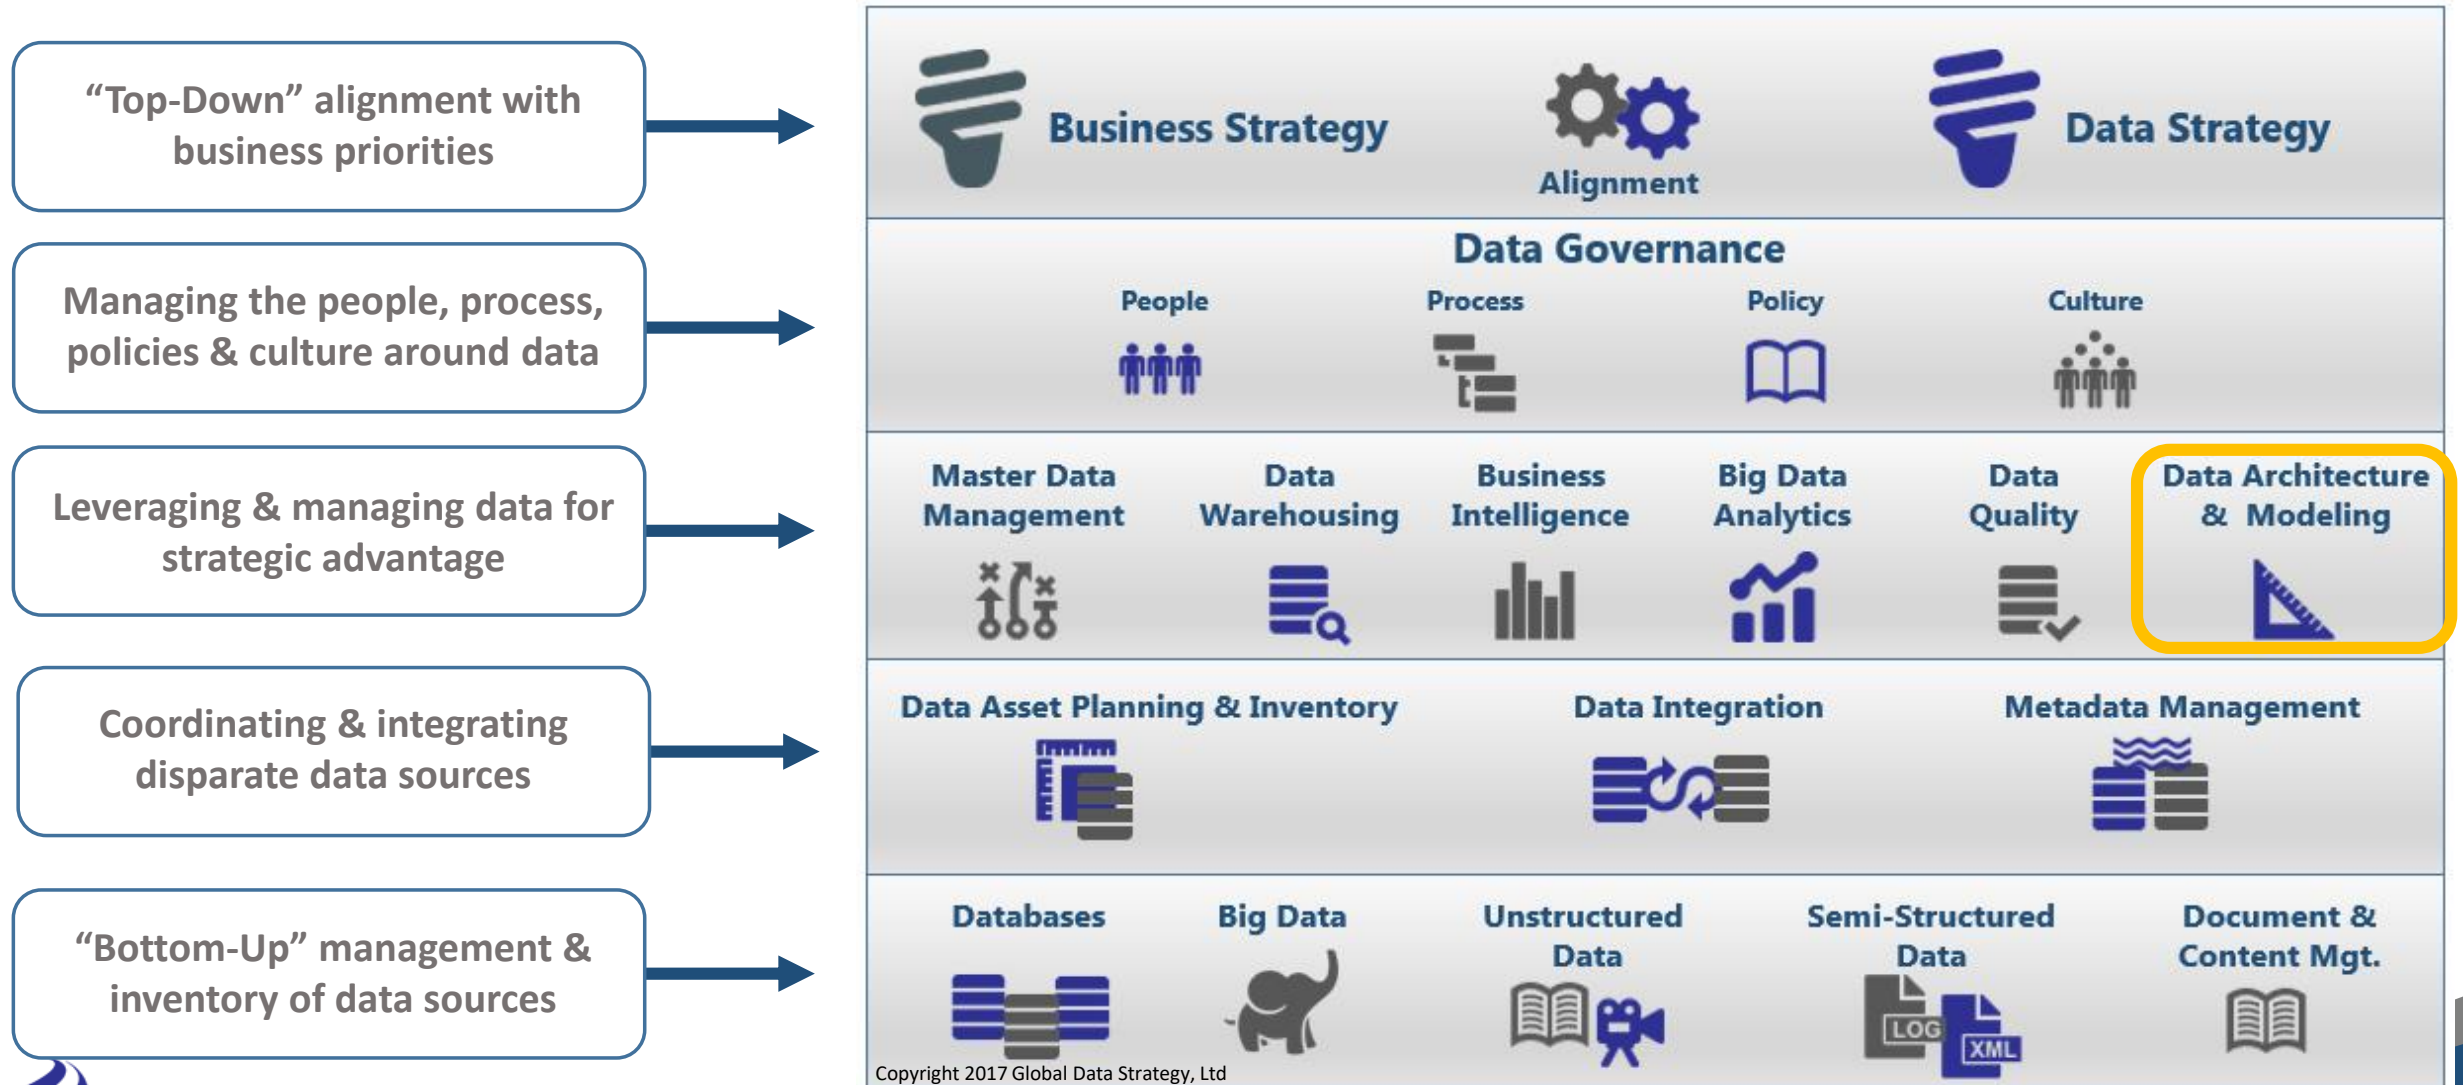 “Top-Down” alignment with
business priorities
Business Strategy
Alignment
Data Strategy
Managing the people, process,
policies & culture around data
Data Governance
People
Process
Policy
Culture
Leveraging & managing data for
strategic advantage
Master Data
Management
Data
Warehousing
Business
Intelligence
Big Data
Analytics
Data
Quality
Data Architecture
& Modeling
Coordinating & integrating
disparate data sources
Data Asset Planning & Inventory
Data Integration
Metadata Management
“Bottom-Up” management &
inventory of data sources
Databases
Big Data
Unstructured
Data
Semi-Structured
Data
LOG
XML
Document &
Content Mgt.
Copyright 2017 Global Data Strategy, Ltd